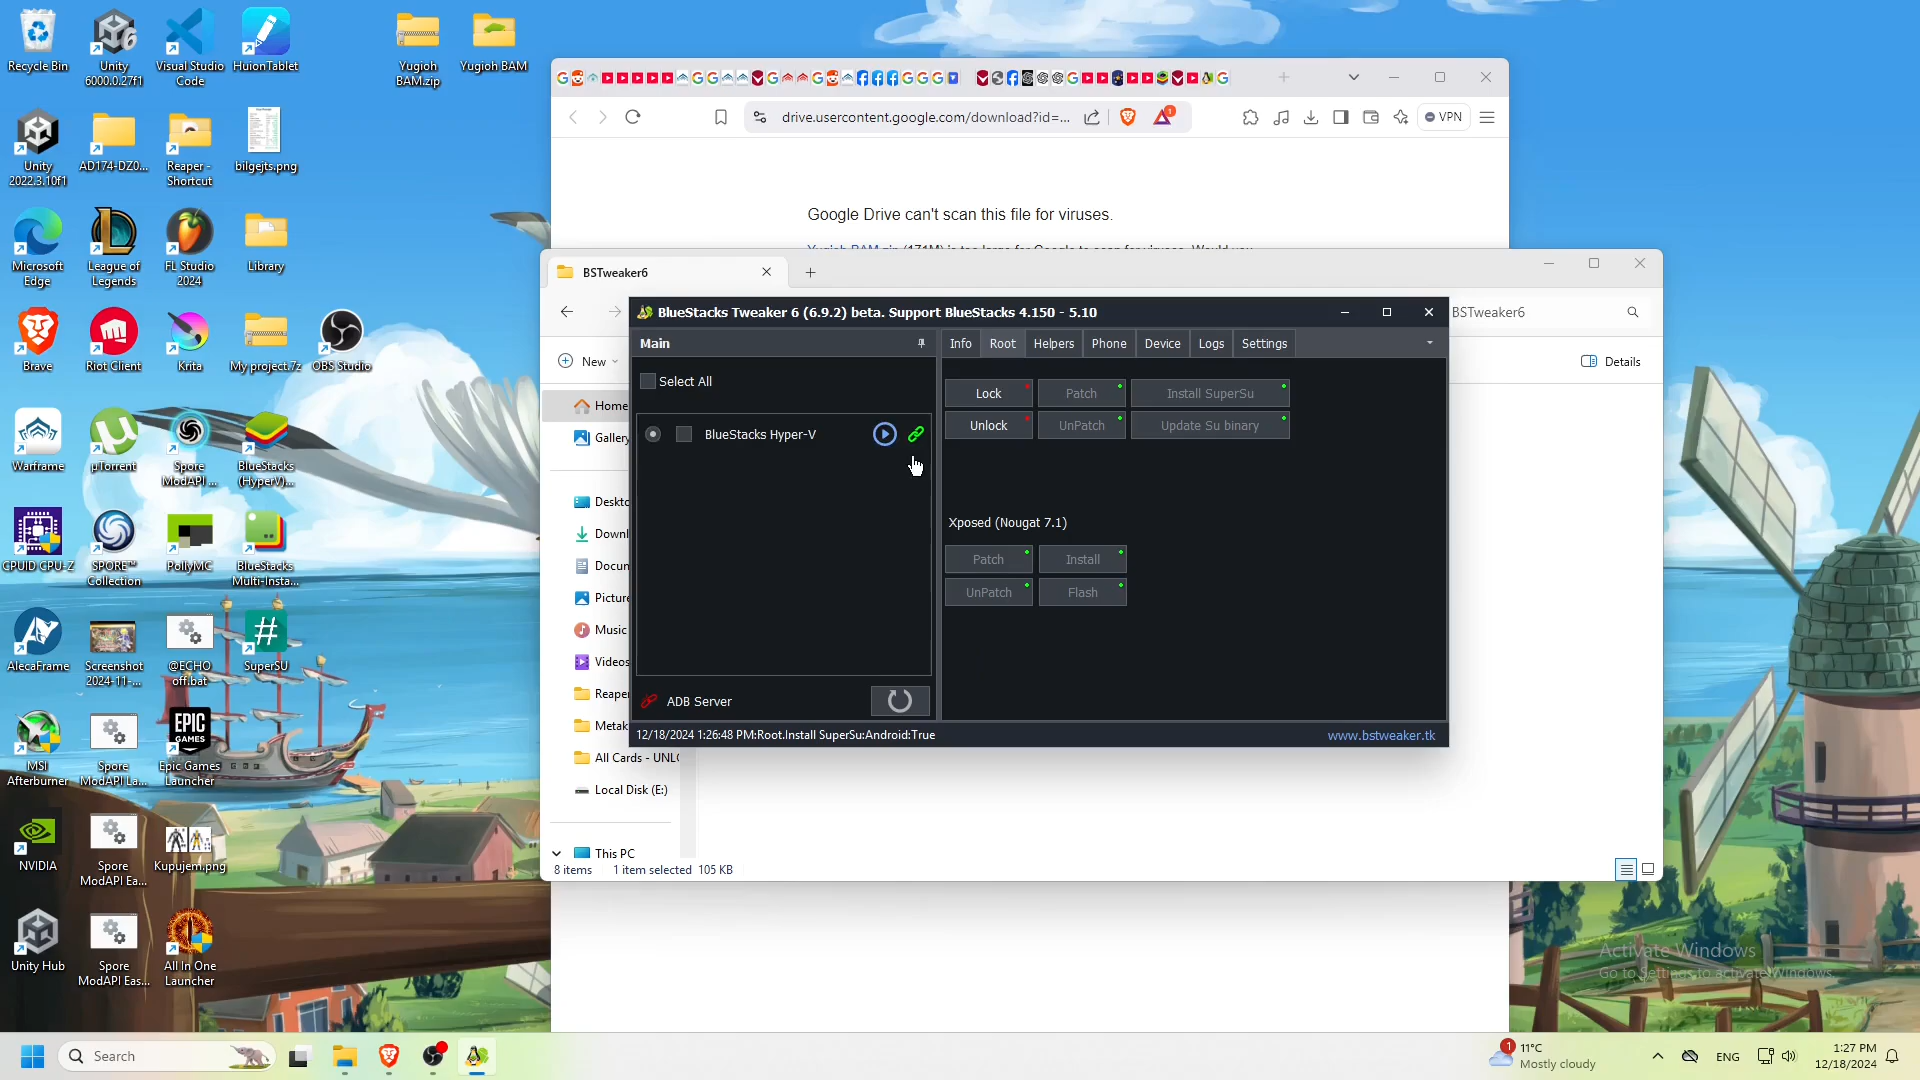 Recycle Bin
Unity
6000.0.27f1
Visual Studio
Code
HuionTablet
Yugioh
BAM.zip
Yugioh BAM
Unity
2022.3.10f1
AD174-DZ0...
Reaper -
Shortcut
bilgejts.png
Microsoft
Edge
League of
Legends
FL Studio
2024
Library
Brave
Riot Client
Krita
My project.7z
OBS Studio
Warframe
µTorrent
Spore
ModAPI ...
BlueStacks
(HyperV)...
CPUID CPU-Z
SPORE™
Collection
PollyMC
BlueStacks
Multi-Insta...
AlecaFrame
Screenshot
2024-11-...
@ECHO
off.bat
SuperSU
MSI
Afterburner
Spore
ModAPI La...
Epic Games
Launcher
NVIDIA
Spore
ModAPI Ea...
Kupujem.png
Unity Hub
Spore
ModAPI Eas...
All In One
Launcher
drive.usercontent.google.com/download?id=...
1
VPN
Google Drive can't scan this file for viruses.
BSTweaker6
BSTweaker6
New
Details
Home
Gallery
Deskto
Downl
Docun
Picture
Music
Videos
Reaper
Metak
All Cards - UNL
Local Disk (E:)
This PC
8 items 1 item selected 105 KB
BlueStacks Tweaker 6 (6.9.2) beta. Support BlueStacks 4.150 - 5.10
Main
Info Root Helpers Phone Device Logs Settings
Select All
BlueStacks Hyper-V
Lock Patch Install SuperSu
Unlock UnPatch Update Su binary
Xposed (Nougat 7.1)
Patch Install
UnPatch Flash
ADB Server
12/18/2024 1:26:48 PM:Root.Install SuperSu:Android:True
www.bstweaker.tk
Activate Windows
Go to Settings to activate Windows.
Search
1
11°C
Mostly cloudy
ENG
1:27 PM
12/18/2024